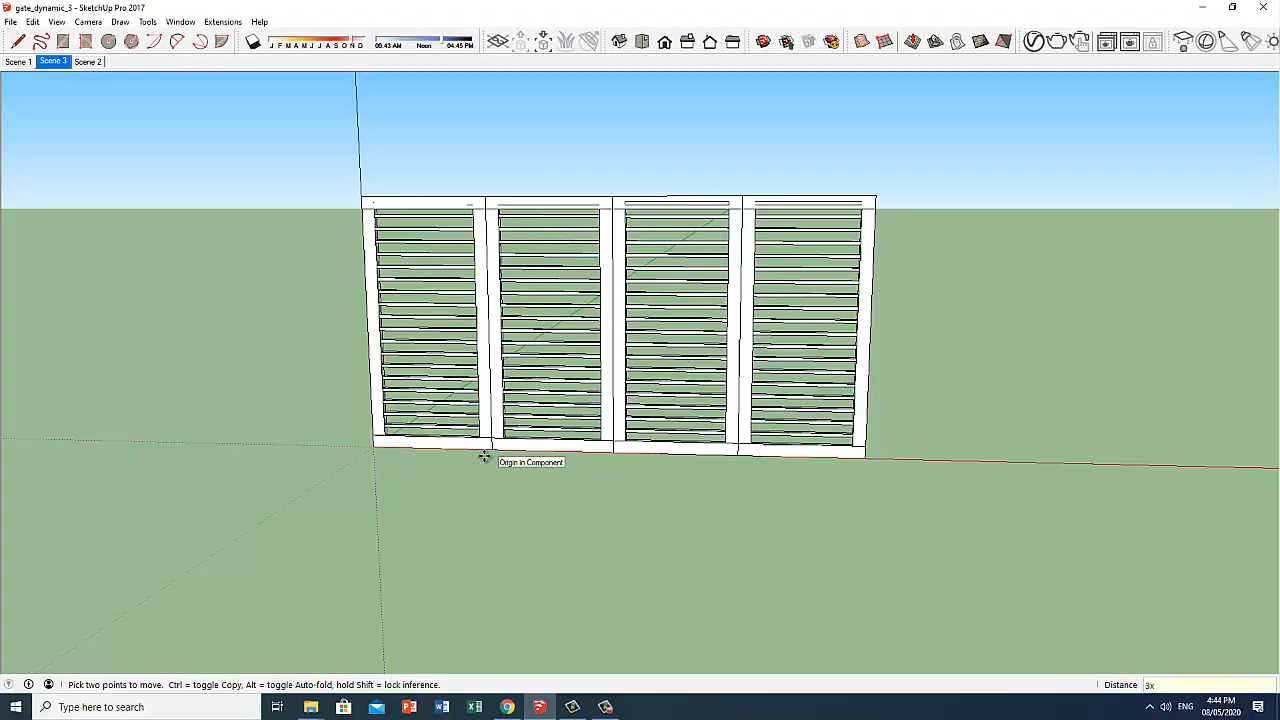 gate_dynamic_3 - SketchUp Pro 2017
File Edit View Camera Draw Tools Window Extensions Help
J F M A M J J A S O N D
06:43 AM Noon 04:45 PM
Scene 1 Scene 3 Scene 2
Origin in Component
Pick two points to move. Ctrl = toggle Copy, Alt = toggle Auto-fold, hold Shift = lock inference.
Distance 3x
Type here to search
ENG
4:44 PM
08/05/2020